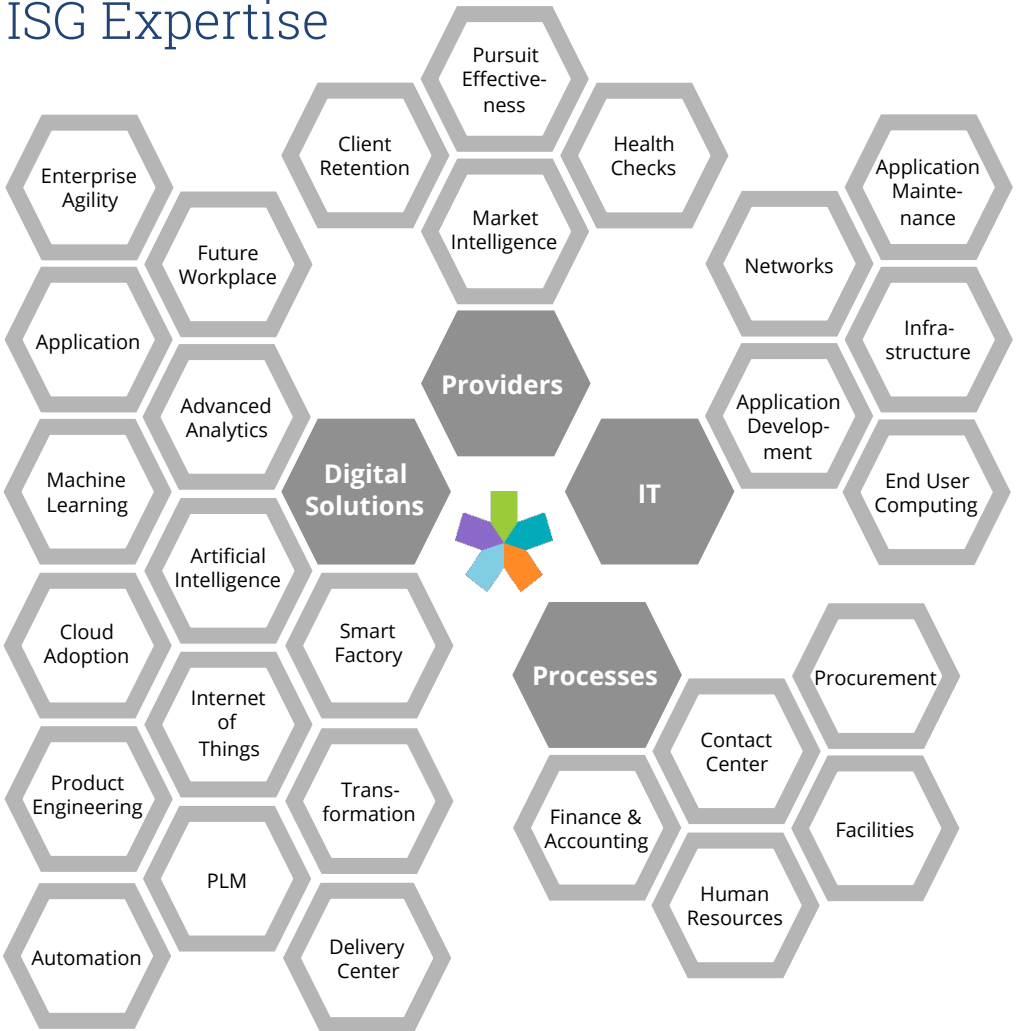 ISG Expertise
Pursuit
Effective-
ness
Client
Retention
Health
Checks
Market
Intelligence
Providers
Enterprise
Agility
Future
Workplace
Application
Advanced
Analytics
Machine
Learning
Digital
Solutions
Artificial
Intelligence
Cloud
Adoption
Smart
Factory
Internet
of
Things
Product
Engineering
Trans-
formation
PLM
Automation
Delivery
Center
Application
Mainte-
nance
Networks
Infra-
structure
Application
Develop-
ment
End User
Computing
IT
Processes
Procurement
Contact
Center
Finance &
Accounting
Facilities
Human
Resources